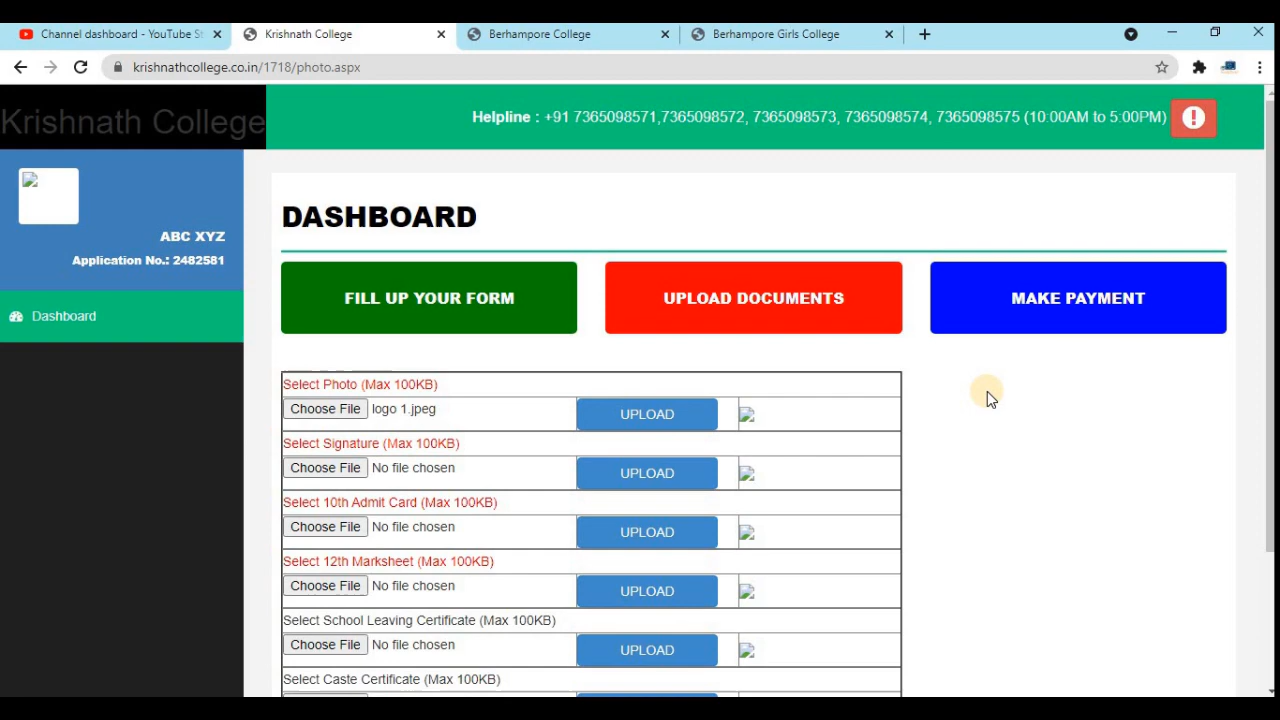 Channel dashboard - YouTube St
Krishnath College
Berhampore College
Berhampore Girls College
krishnathcollege.co.in/1718/photo.aspx
Krishnath College
Helpline : +91 7365098571,7365098572, 7365098573, 7365098574, 7365098575 (10:00AM to 5:00PM)
ABC XYZ
Application No.: 2482581
Dashboard
DASHBOARD
FILL UP YOUR FORM
UPLOAD DOCUMENTS
MAKE PAYMENT
Select Photo (Max 100KB)
Choose File logo 1.jpeg
UPLOAD
Select Signature (Max 100KB)
Choose File No file chosen
UPLOAD
Select 10th Admit Card (Max 100KB)
Choose File No file chosen
UPLOAD
Select 12th Marksheet (Max 100KB)
Choose File No file chosen
UPLOAD
Select School Leaving Certificate (Max 100KB)
Choose File No file chosen
UPLOAD
Select Caste Certificate (Max 100KB)